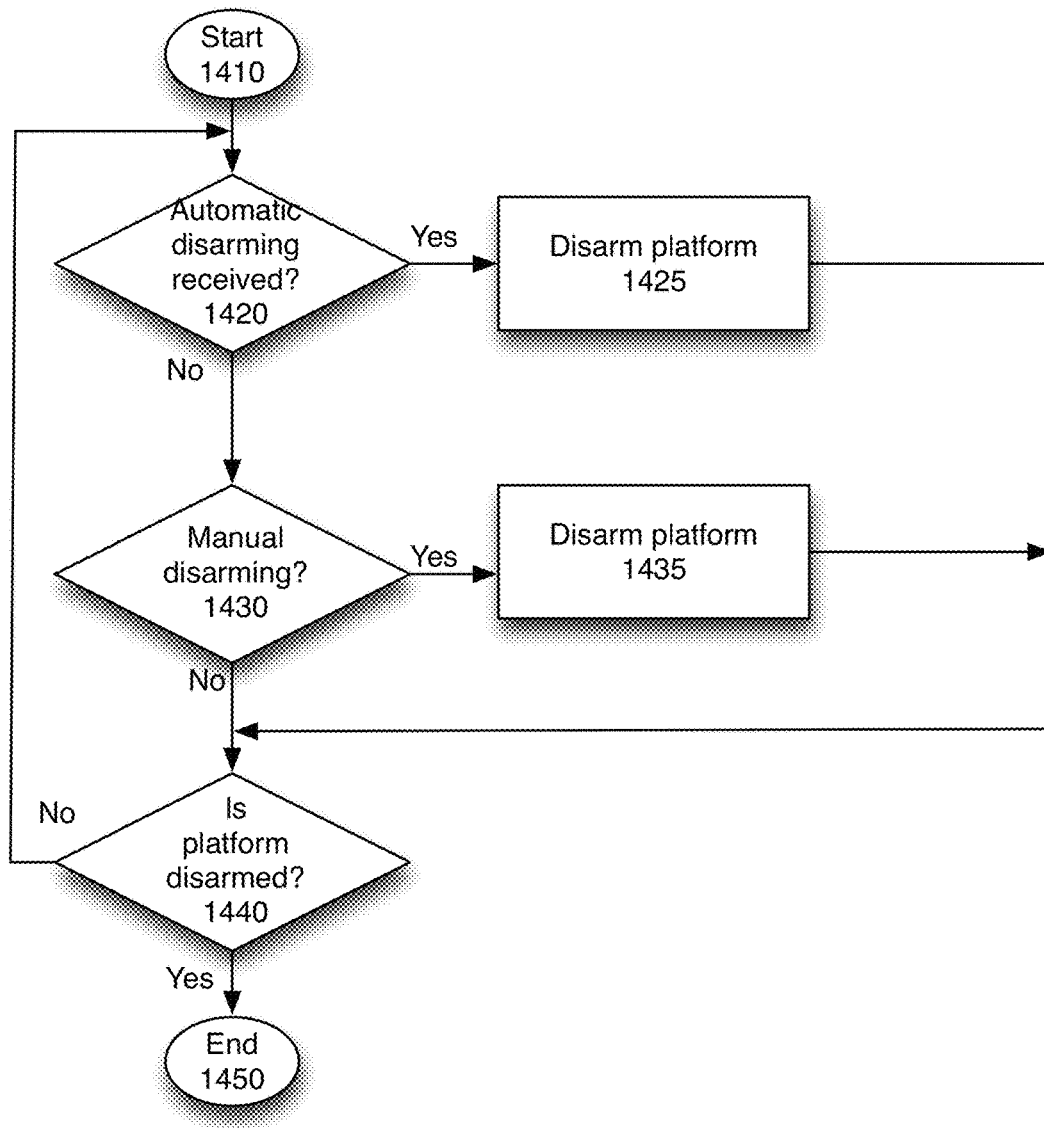 Start
1410
Automatic
disarming
received?
1420
Yes
Disarm platform
1425
No
Manual
disarming?
1430
Yes
Disarm platform
1435
No
Is
platform
disarmed?
1440
No
Yes
End
1450